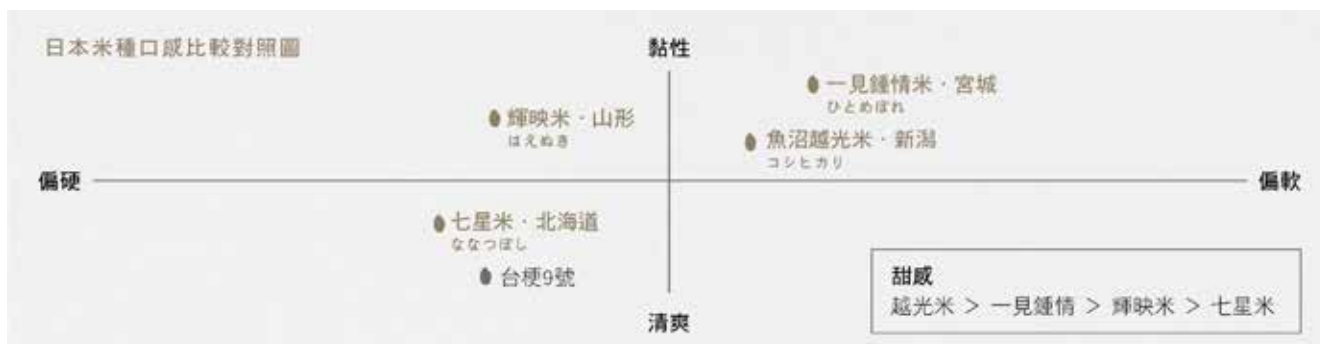 日本米種口感比較對照圖
黏性
一見鍾情米・宮城
ひとめぼれ
輝映米・山形
はえぬき
魚沼越光米・新潟
コシヒカリ
偏硬
偏軟
七星米・北海道
ななつぼし
台梗9號
清爽
甜感
越光米 > 一見鍾情 > 輝映米 > 七星米